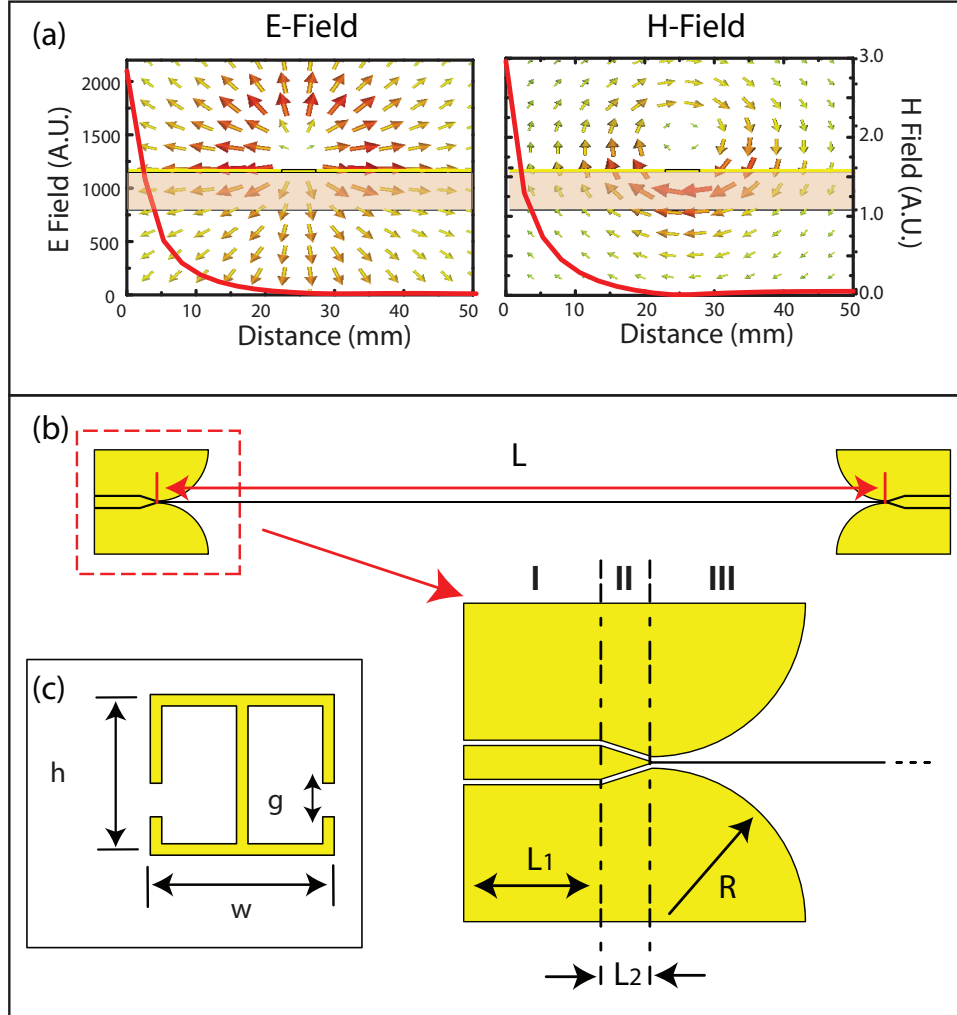 (a)
E-Field
H-Field
E Field (A.U.)
2000
1500
1000
500
0
0 10 20 30 40 50
Distance (mm)
3.0
2.0
1.0
0.0
H Field (A.U.)
0 10 20 30 40 50
Distance (mm)
(b)
L
I II III
L1
R
L2
(c)
h
g
w